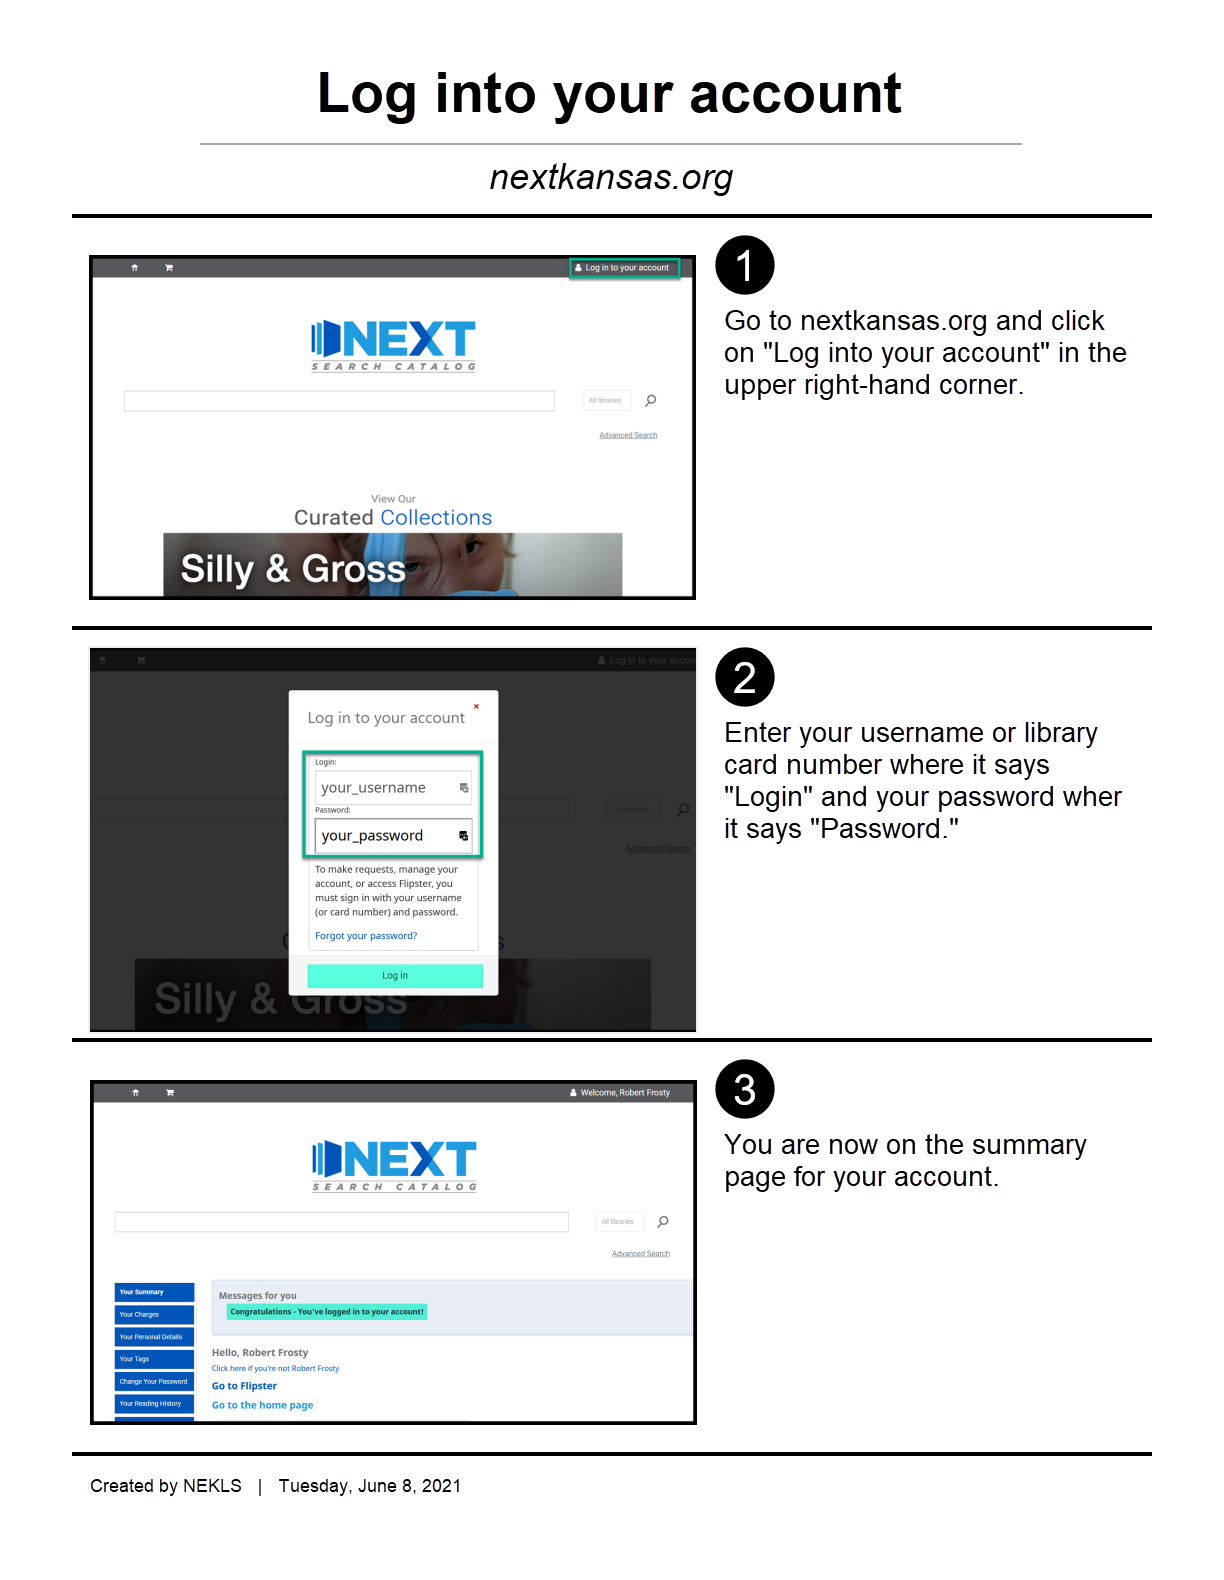 Log into your account
nextkansas.org
Log in to your account
NEXT
SEARCH CATALOG
All libraries
Advanced Search
View Our
Curated Collections
Silly & Gross
1
Go to nextkansas.org and click
on "Log into your account" in the
upper right-hand corner.
Log in to your accou
Log in to your account
×
Login:
your_username
Password:
your_password
To make requests, manage your
account, or access Flipster, you
must sign in with your username
(or card number) and password.
Forgot your password?
Log in
All libraries
Advanced Search
Silly & Gross
2
Enter your username or library
card number where it says
"Login" and your password wher
it says "Password."
Welcome, Robert Frosty
NEXT
SEARCH CATALOG
All libraries
Advanced Search
Your Summary
Your Charges
Your Personal Details
Your Tags
Change Your Password
Your Reading History
Messages for you
Congratulations - You've logged in to your account!
Hello, Robert Frosty
Click here if you're not Robert Frosty
Go to Flipster
Go to the home page
3
You are now on the summary
page for your account.
Created by NEKLS | Tuesday, June 8, 2021